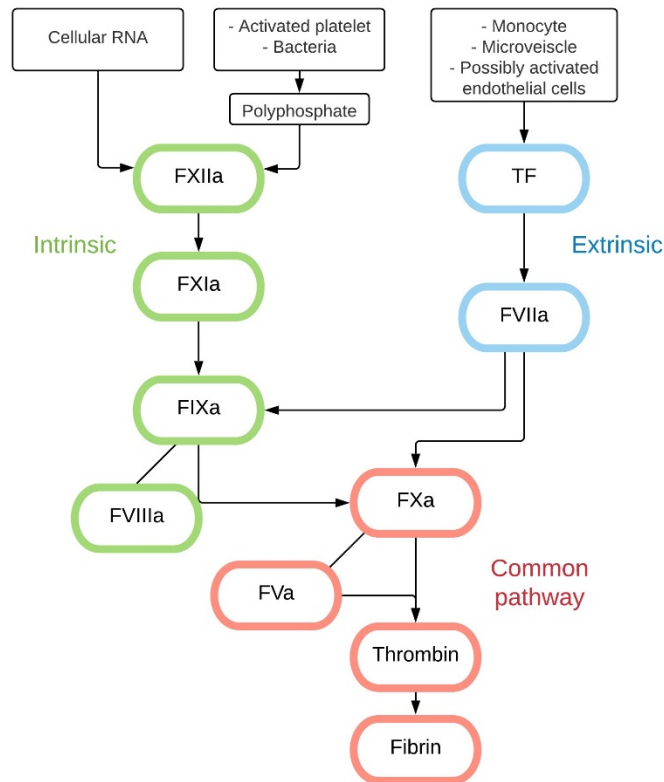 Cellular RNA
- Activated platelet
- Bacteria
- Monocyte
- Microveiscle
- Possibly activated
endothelial cells
Polyphosphate
FXIIa
TF
Intrinsic
Extrinsic
FXIa
FVIIa
FIXa
FVIIIa
FXa
Common
pathway
FVa
Thrombin
Fibrin